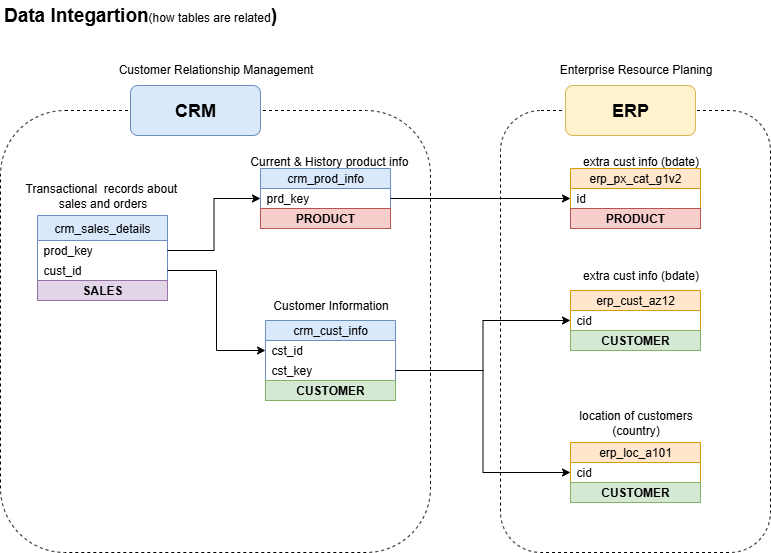 Data Integartion(how tables are related)
Customer Relationship Management
Enterprise Resource Planing
CRM
ERP
Current & History product info
crm_prod_info
prd_key
PRODUCT
extra cust info (bdate)
erp_px_cat_g1v2
id
PRODUCT
Transactional records about
sales and orders
crm_sales_details
prod_key
cust_id
SALES
Customer Information
crm_cust_info
cst_id
cst_key
CUSTOMER
extra cust info (bdate)
erp_cust_az12
cid
CUSTOMER
location of customers
(country)
erp_loc_a101
cid
CUSTOMER